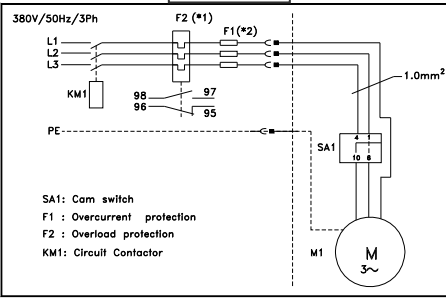 380V/50Hz/3Ph
F2 (*1)
F1(*2)
L1
L2
L3
1.0mm²
KM1
98 97
96 95
PE
4 1
SA1
10 6
SA1: Cam switch
F1 : Overcurrent protection
F2 : Overload protection
KM1: Circuit Contactor
M1
M
3~